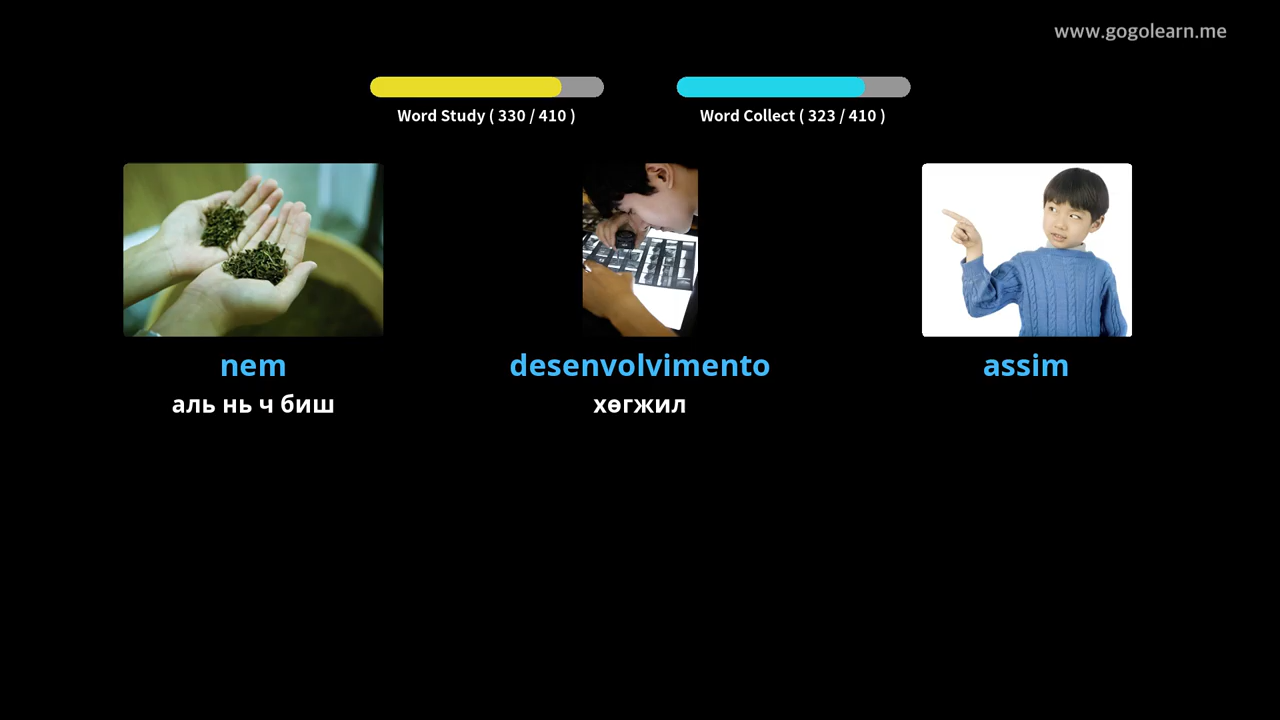 www.gogolearn.me
Word Study ( 330 / 410 )
Word Collect ( 323 / 410 )
nem
desenvolvimento
assim
аль нь ч биш
хөгжил